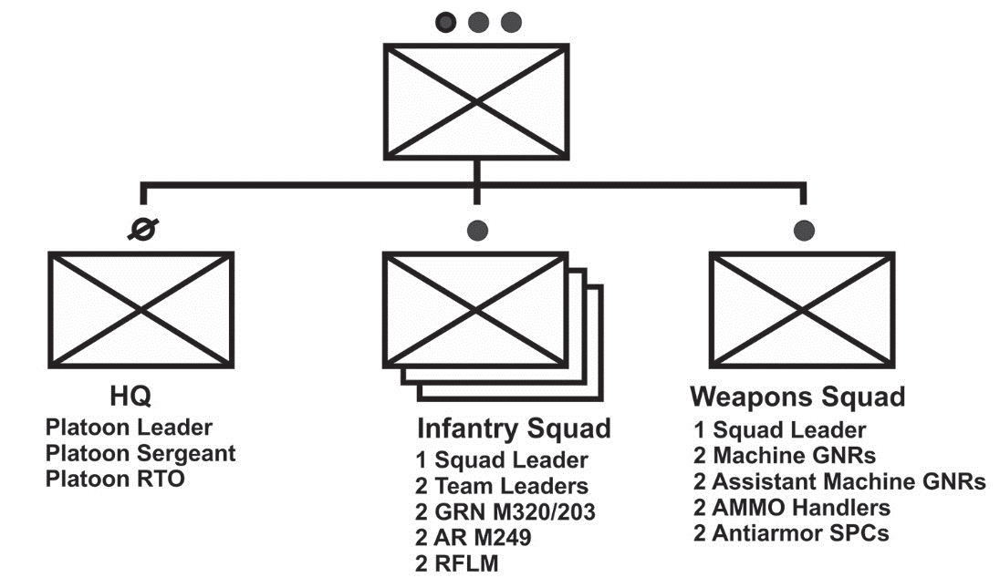 HQ
Platoon Leader
Platoon Sergeant
Platoon RTO
Infantry Squad
1 Squad Leader
2 Team Leaders
2 GRN M320/203
2 AR M249
2 RFLM
Weapons Squad
1 Squad Leader
2 Machine GNRs
2 Assistant Machine GNRs
2 AMMO Handlers
2 Antiarmor SPCs